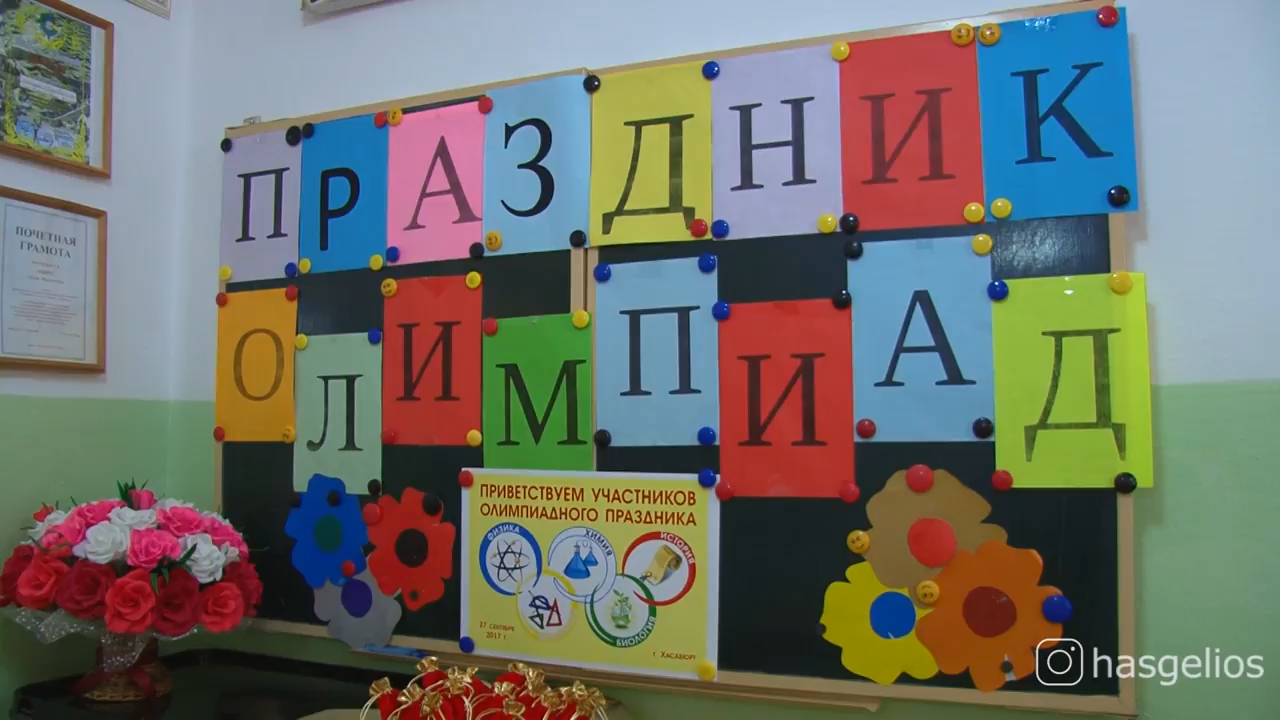 ПРАЗДНИК
ОЛИМПИАД
ПРИВЕТСТВУЕМ УЧАСТНИКОВ
ОЛИМПИАДНОГО ПРАЗДНИКА
ФИЗИКА
ХИМИЯ
ИСТОРИЯ
БИОЛОГИЯ
27 СЕНТЯБРЯ
2017 Г.
Г. ХАСАВЮРТ
ПОЧЕТНАЯ
ГРАМОТА
hasgelios